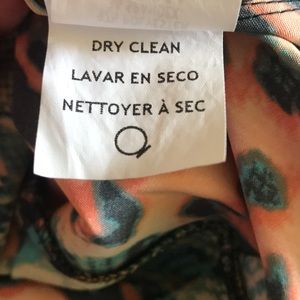 DRY CLEAN
LAVAR EN SECO
NETTOYER À SEC